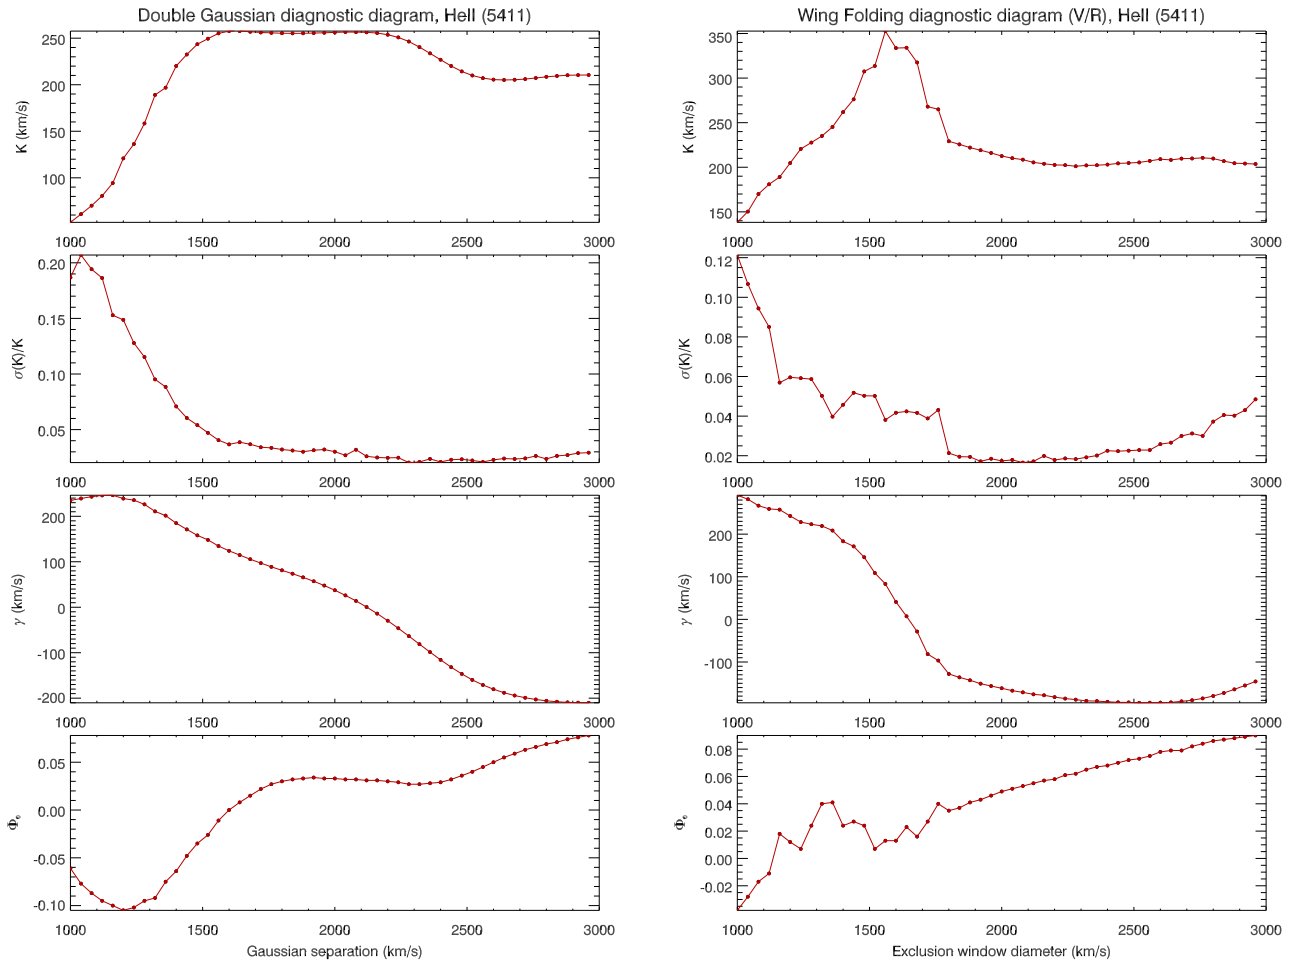 Double Gaussian diagnostic diagram, HeII (5411)
250
200
150
100
K (km/s)
1000 1500 2000 2500 3000
0.20
0.15
0.10
0.05
σ(K)/K
1000 1500 2000 2500 3000
200
100
0
-100
-200
γ (km/s)
1000 1500 2000 2500 3000
0.05
0.00
-0.05
-0.10
Φ₀
1000 1500 2000 2500 3000
Gaussian separation (km/s)
Wing Folding diagnostic diagram (V/R), HeII (5411)
350
300
250
200
150
K (km/s)
1000 1500 2000 2500 3000
0.12
0.10
0.08
0.06
0.04
0.02
σ(K)/K
1000 1500 2000 2500 3000
200
100
0
-100
γ (km/s)
1000 1500 2000 2500 3000
0.08
0.06
0.04
0.02
0.00
-0.02
Φ₀
1000 1500 2000 2500 3000
Exclusion window diameter (km/s)